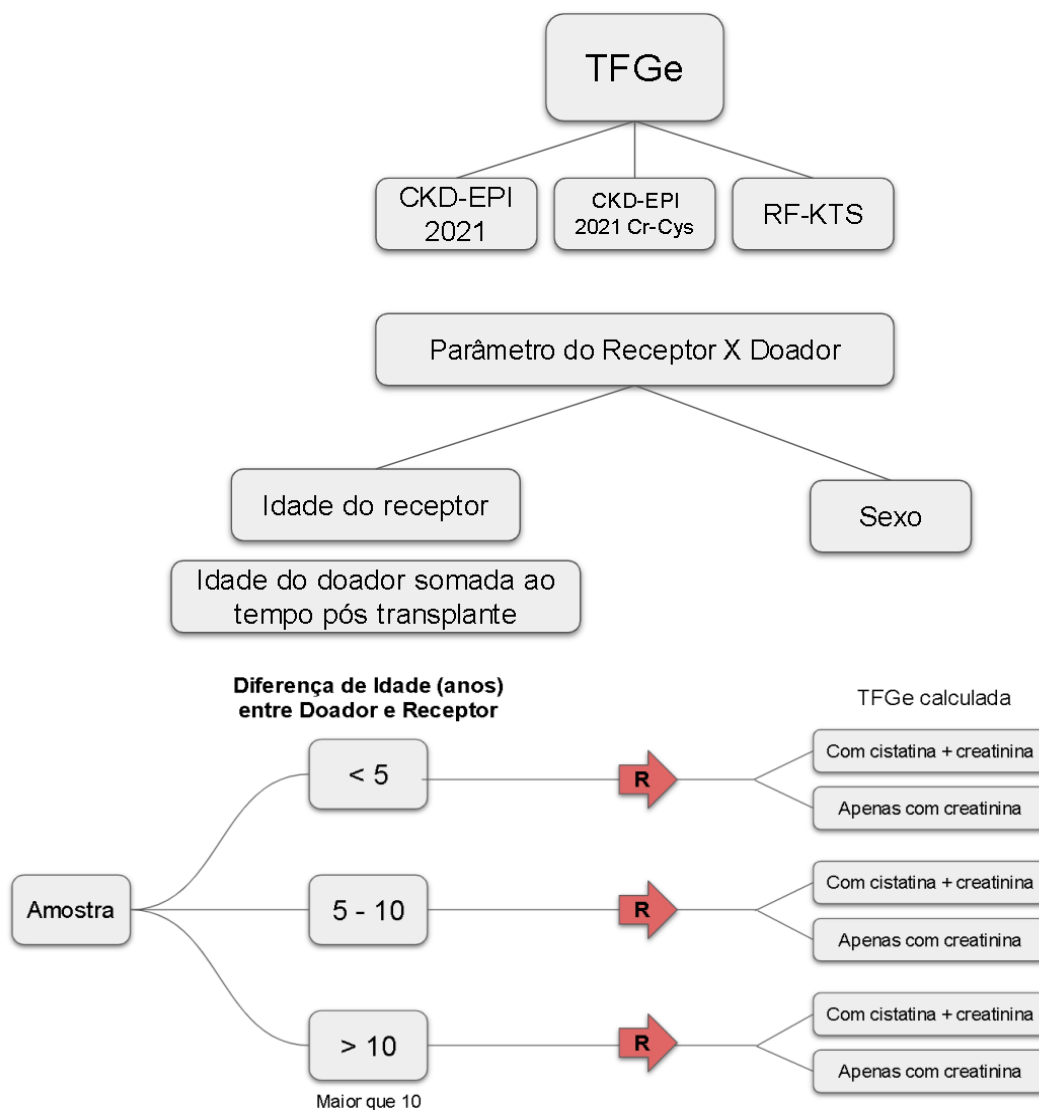 TFGe
CKD-EPI
2021
CKD-EPI
2021 Cr-Cys
RF-KTS
Parâmetro do Receptor X Doador
Idade do receptor
Sexo
Idade do doador somada ao
tempo pós transplante
Diferença de Idade (anos)
entre Doador e Receptor
TFGe calculada
< 5
R
Com cistatina + creatinina
Apenas com creatinina
Amostra
5 - 10
R
Com cistatina + creatinina
Apenas com creatinina
> 10
R
Com cistatina + creatinina
Apenas com creatinina
Maior que 10